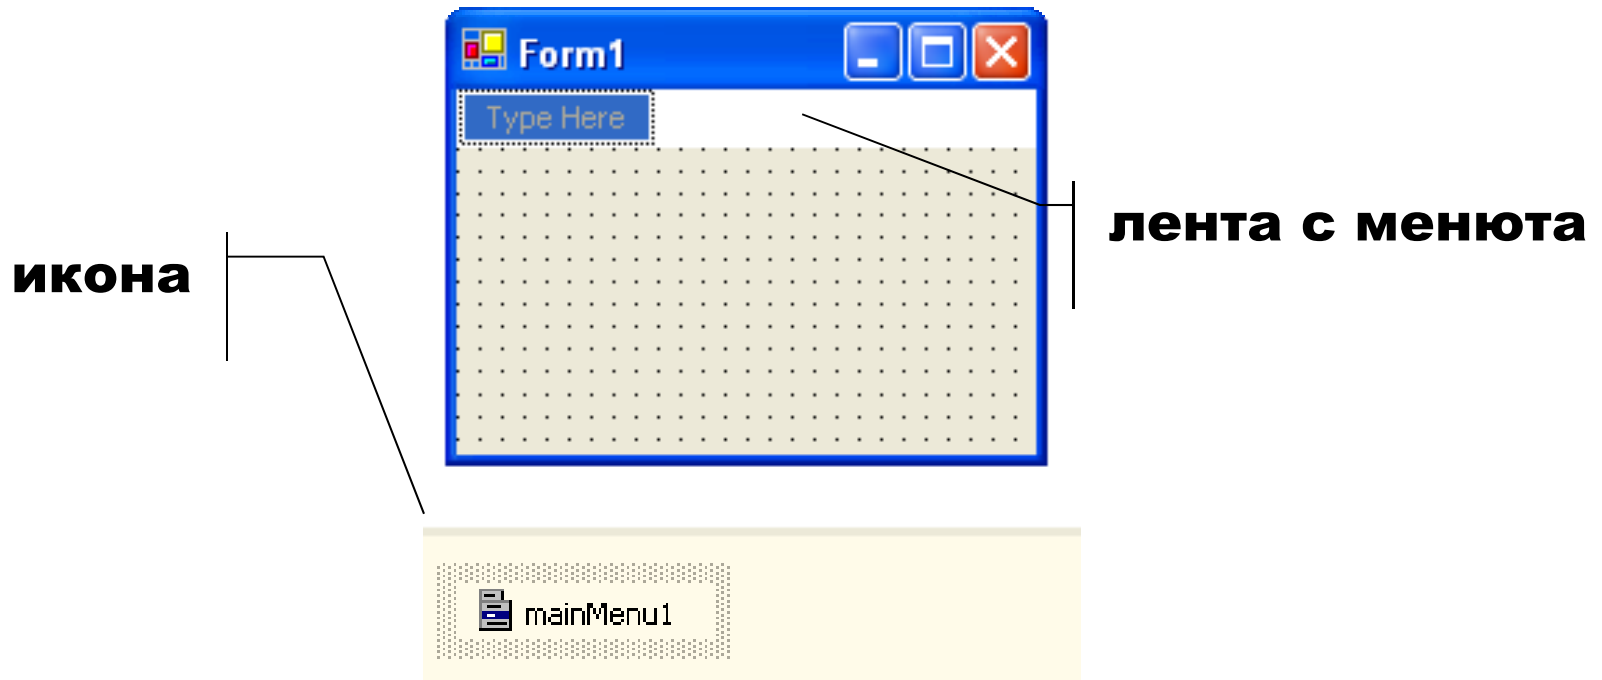 Form1
Type Here
лента с менюта
икона
mainMenu1